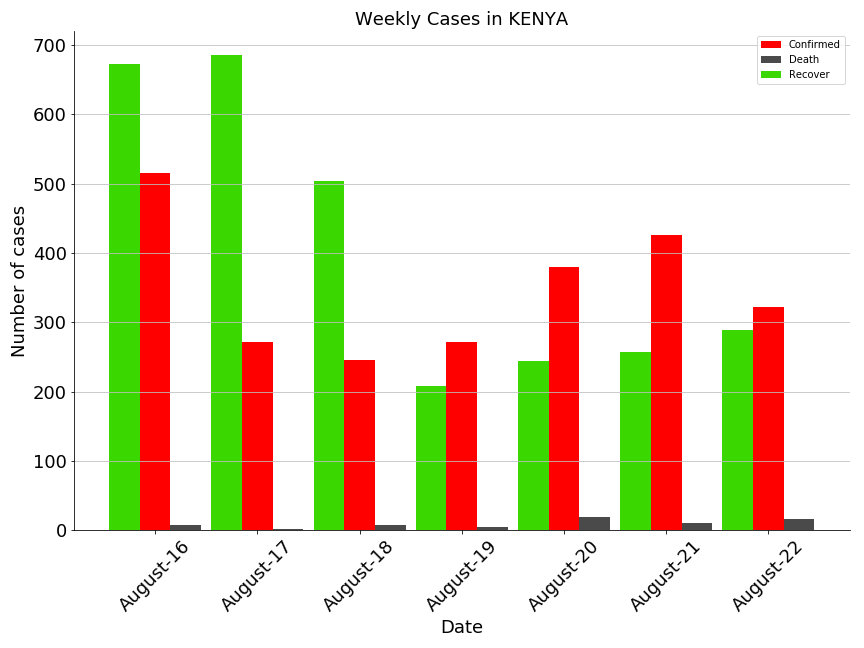 Weekly Cases in KENYA
Confirmed
Death
Recover
Number of cases
700
600
500
400
300
200
100
0
August-16
August-17
August-18
August-19
August-20
August-21
August-22
Date